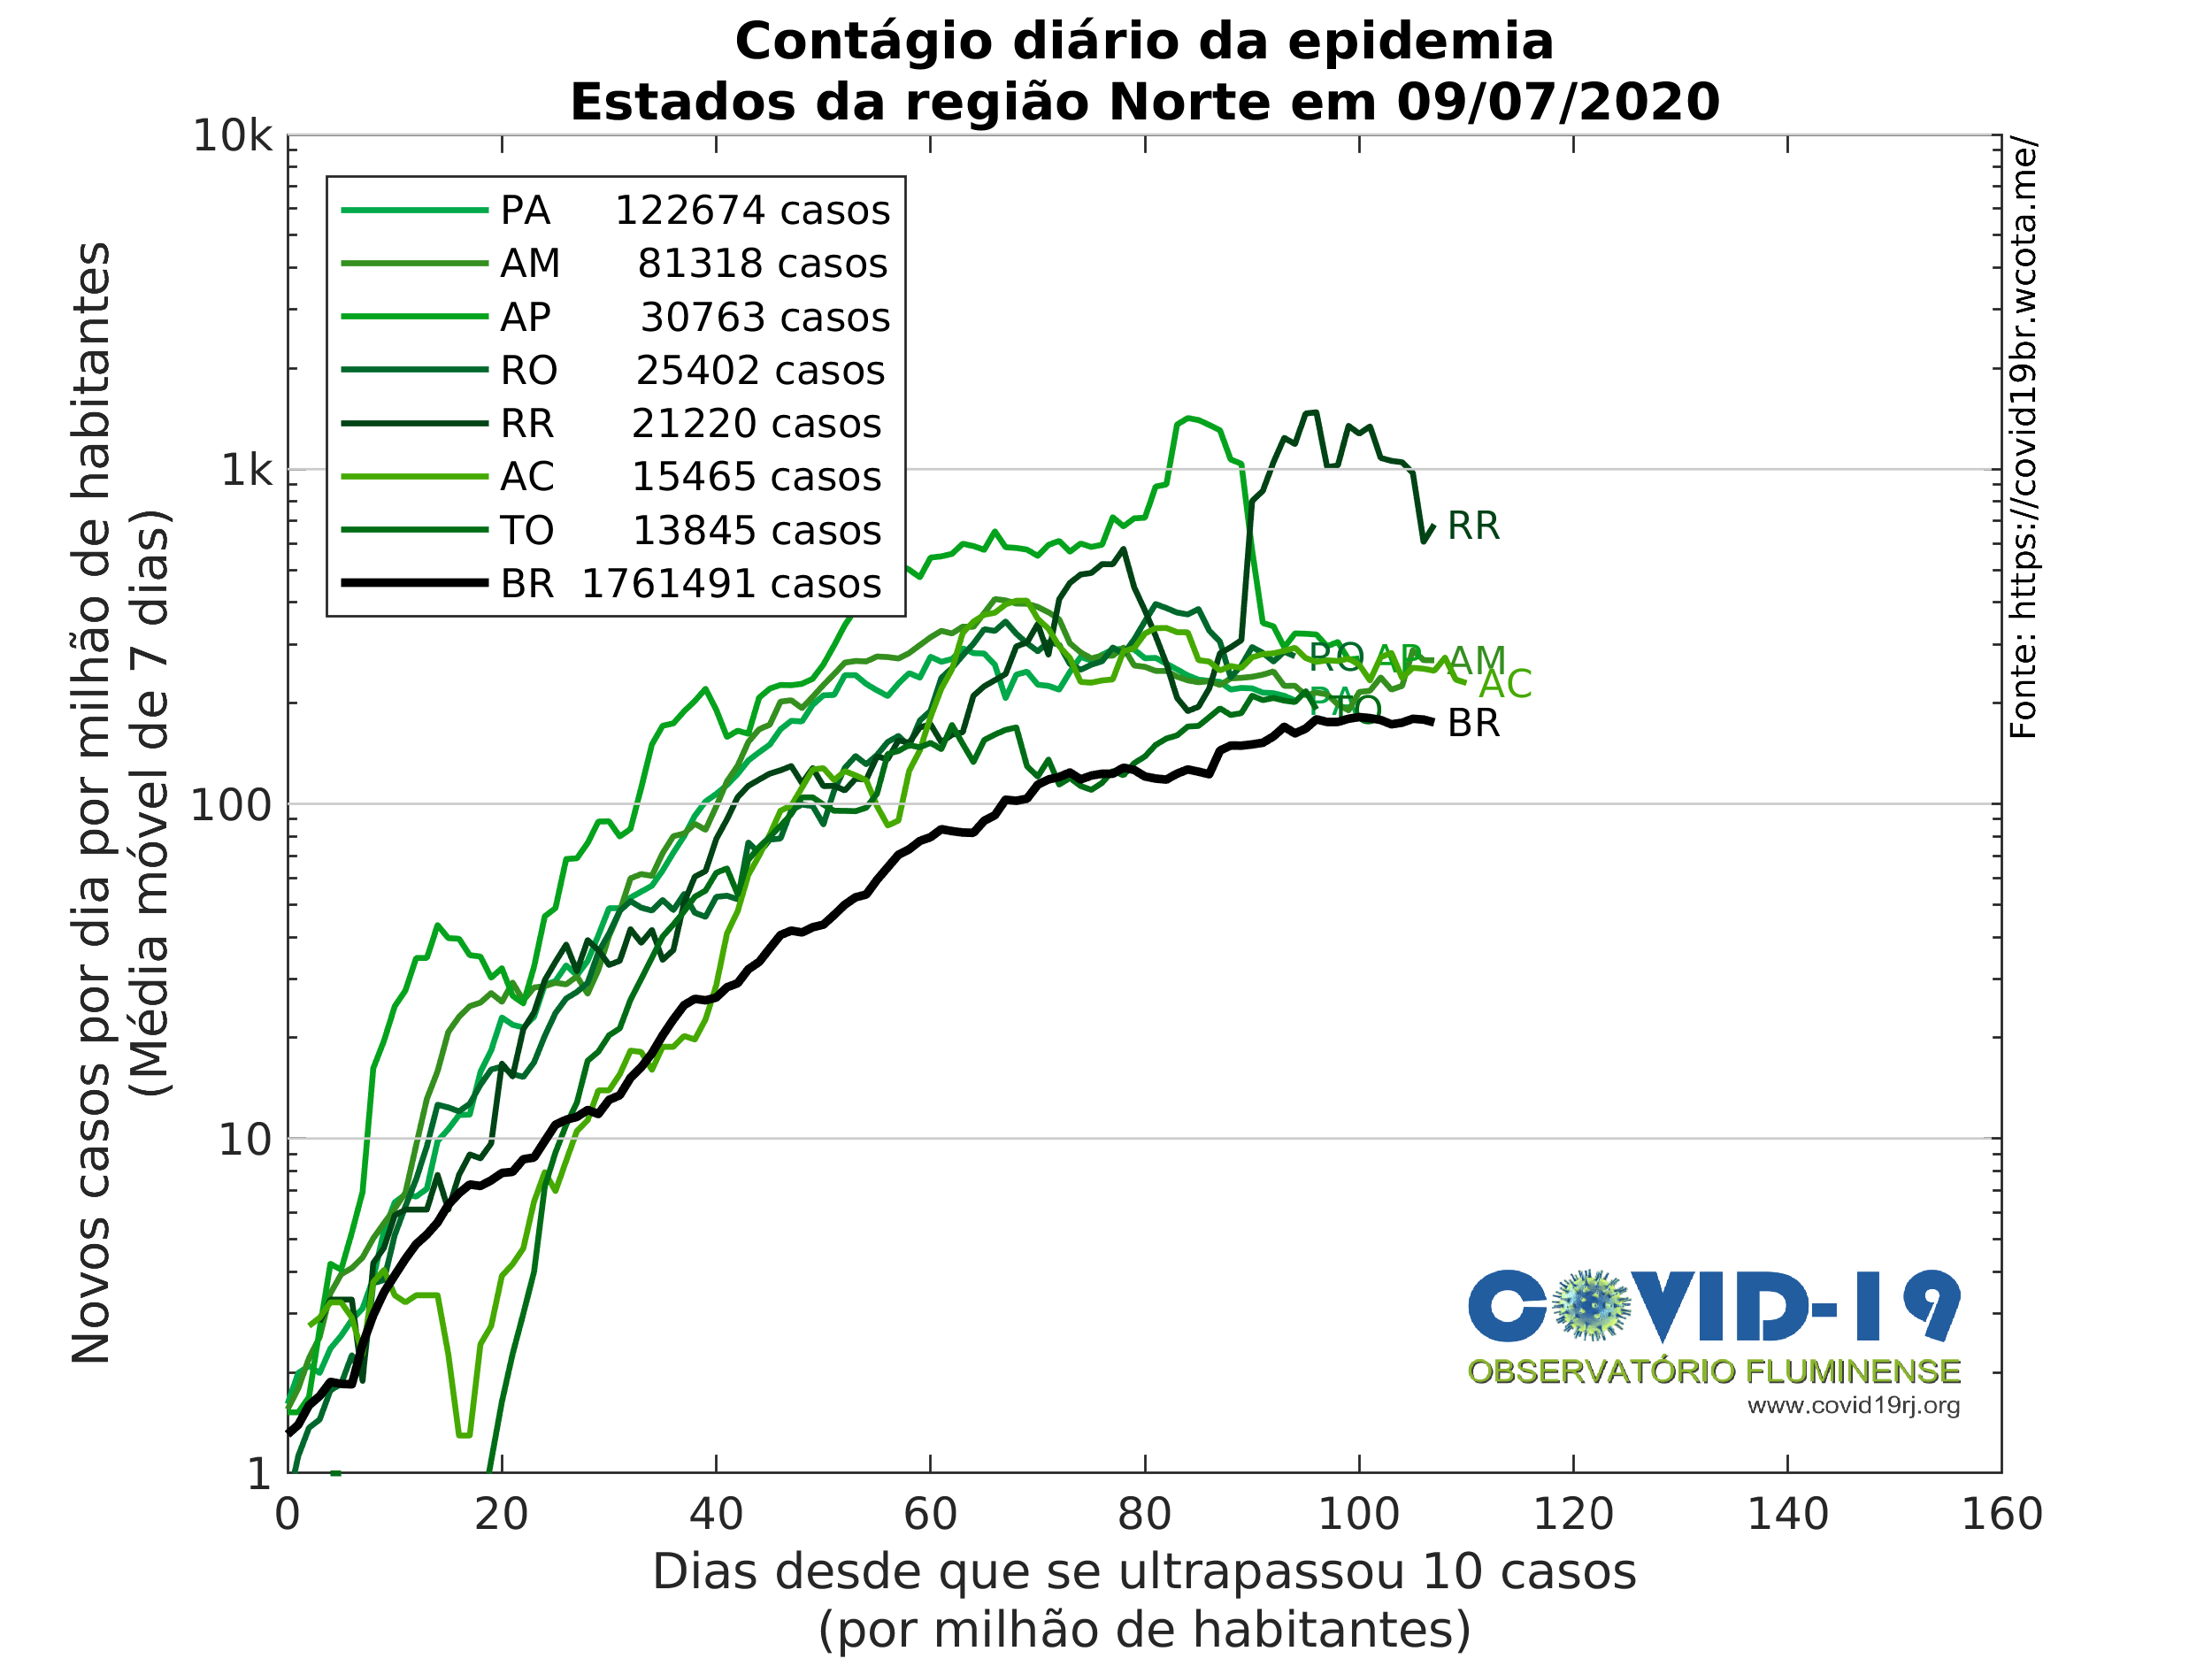 Contágio diário da epidemia
Estados da região Norte em 09/07/2020
10k
1k
100
10
1
Novos casos por dia por milhão de habitantes
(Média móvel de 7 dias)
PA 122674 casos
AM 81318 casos
AP 30763 casos
RO 25402 casos
RR 21220 casos
AC 15465 casos
TO 13845 casos
BR 1761491 casos
RR
RO AP AM
AC
PA TO
BR
Fonte: https://covid19br.wcota.me/
COVID-19
OBSERVATÓRIO FLUMINENSE
www.covid19rj.org
0 20 40 60 80 100 120 140 160
Dias desde que se ultrapassou 10 casos
(por milhão de habitantes)